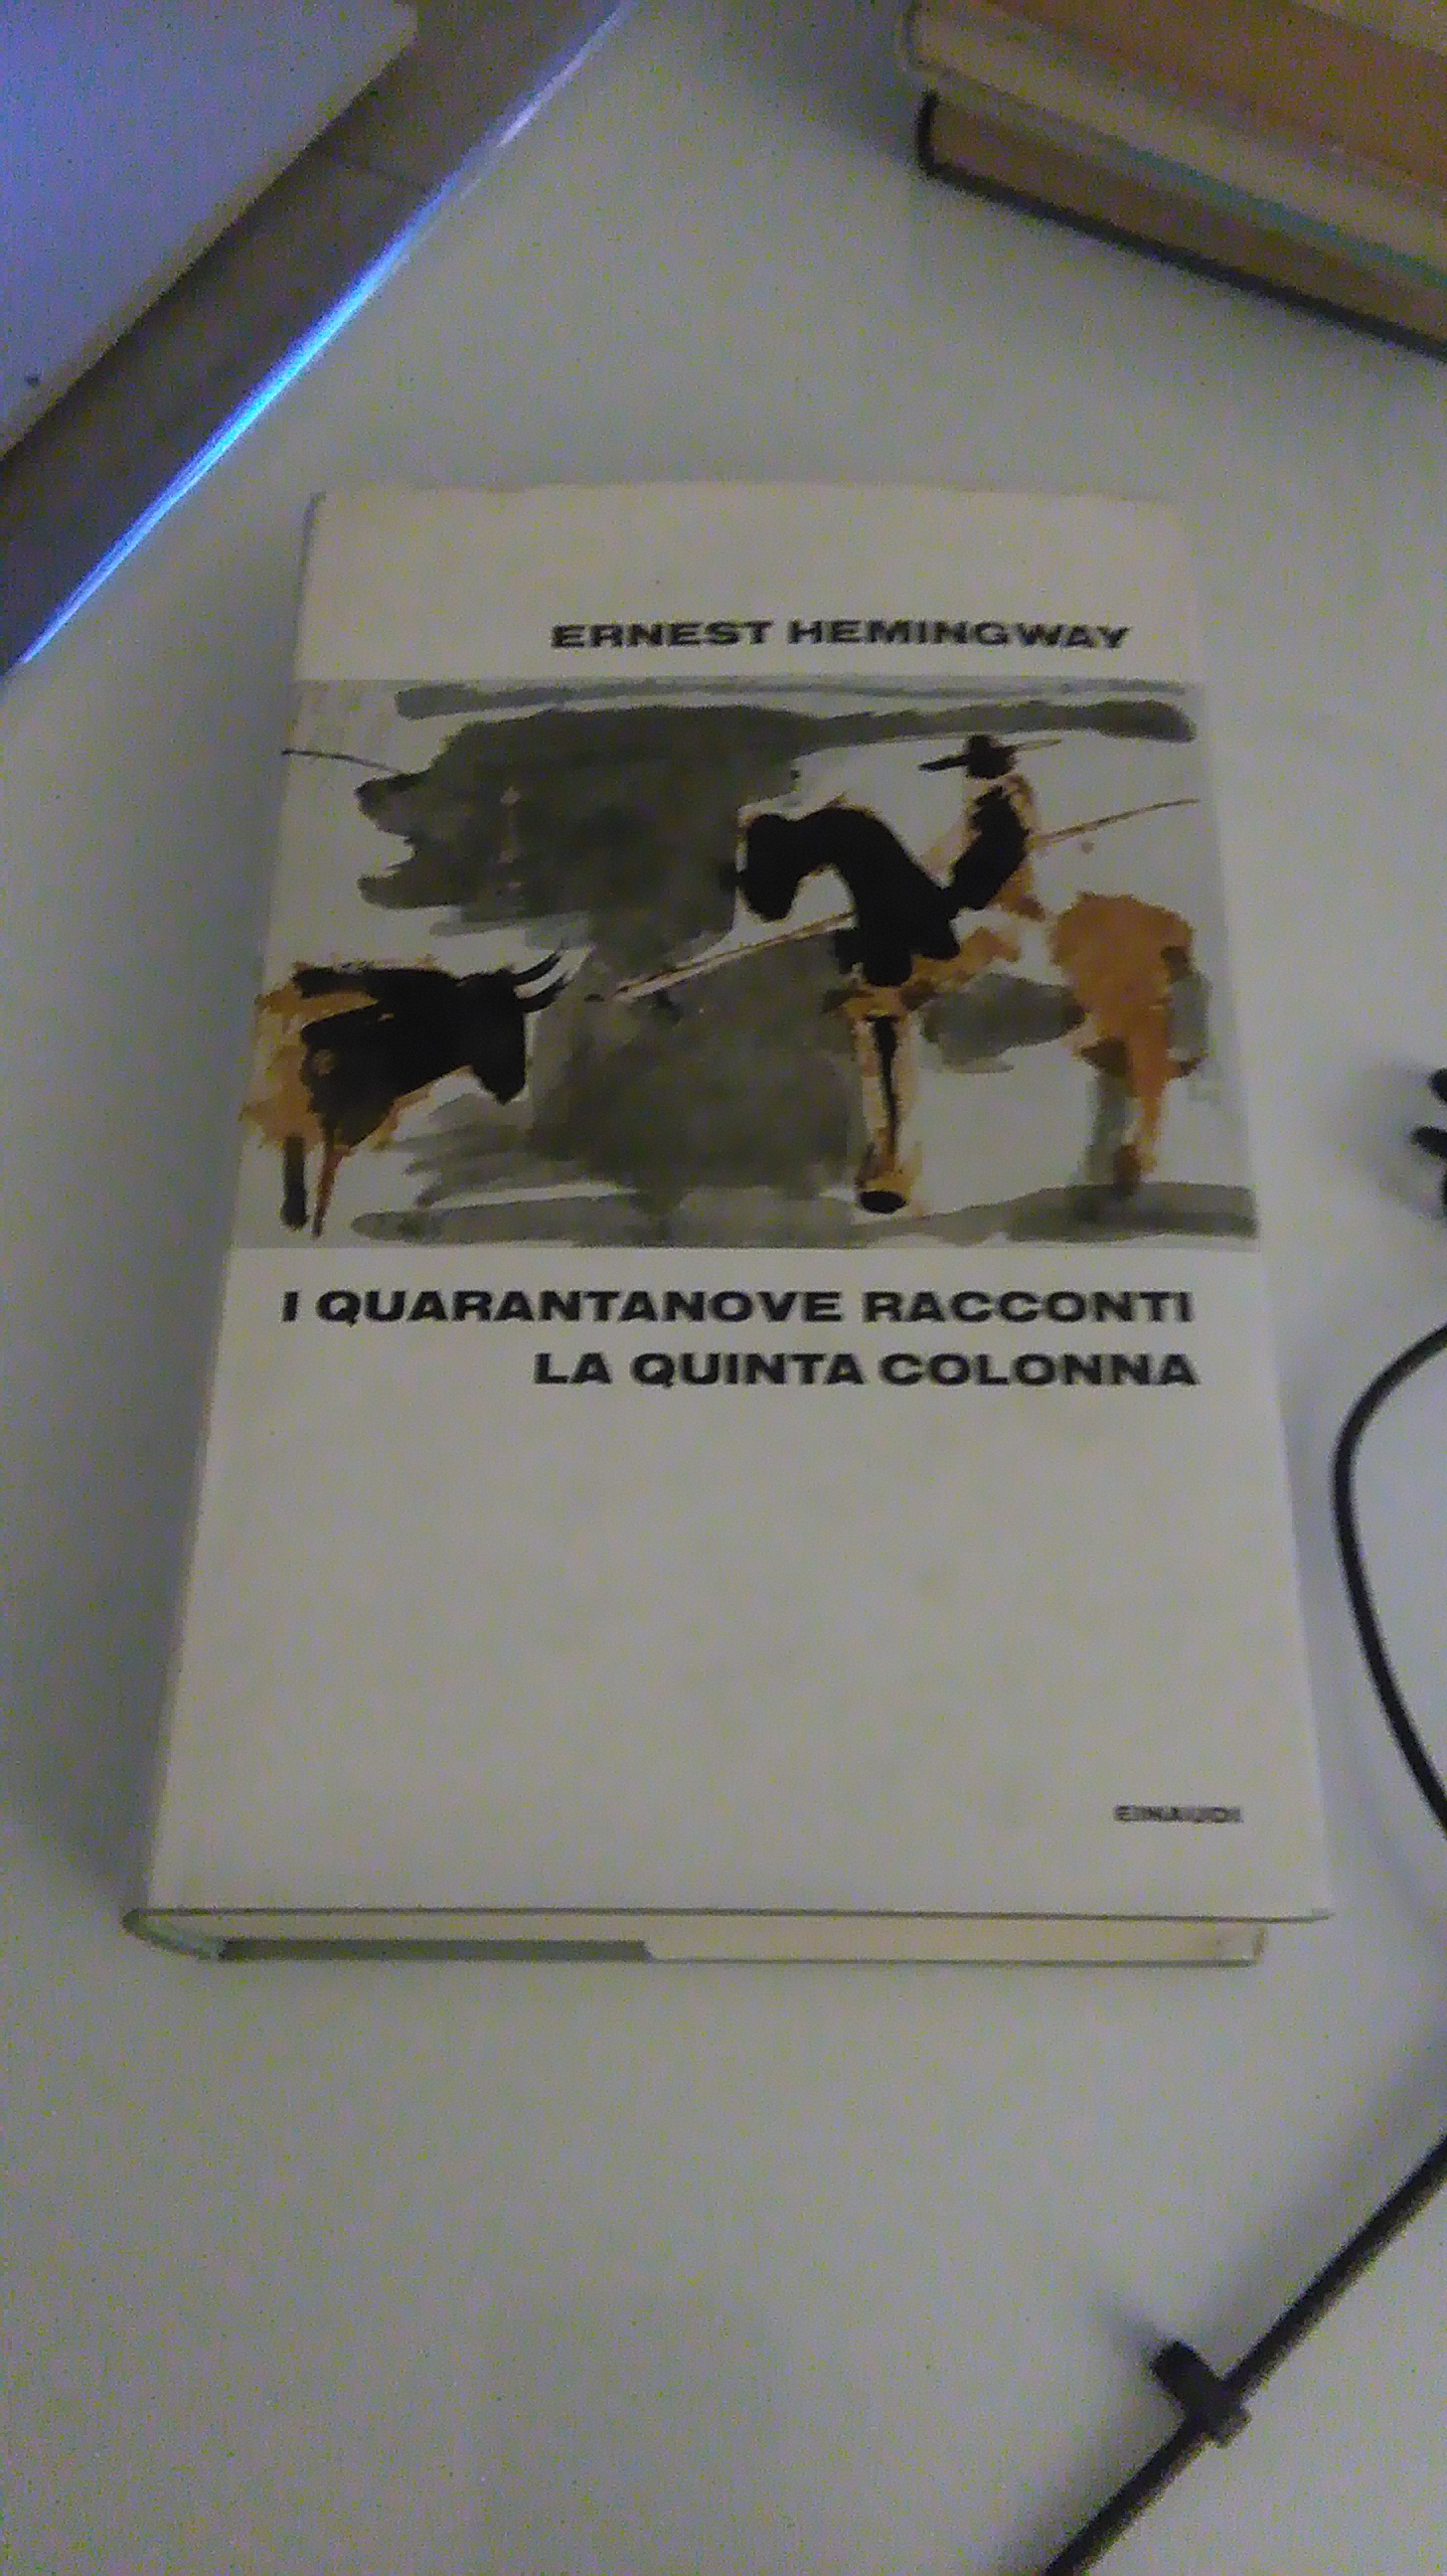 ERNEST HEMINGWAY
I QUARANTANOVE RACCONTI
LA QUINTA COLONNA
EINAUDI